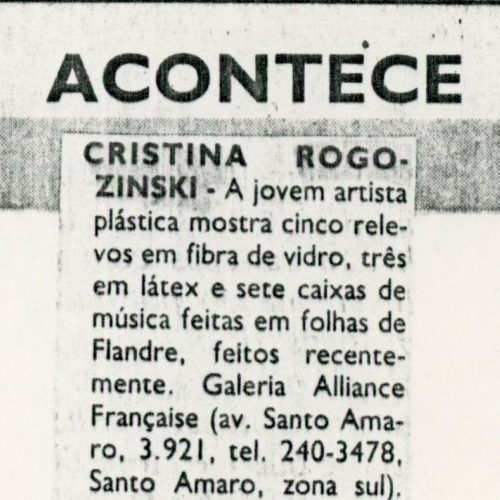 ACONTECE
CRISTINA ROGO-
ZINSKI - A jovem artista
plástica mostra cinco rele-
vos em fibra de vidro, três
em látex e sete caixas de
música feitas em folhas de
Flandre, feitos recente-
mente. Galeria Alliance
Française (av. Santo Ama-
ro, 3.921, tel. 240-3478,
Santo Amaro, zona sul).